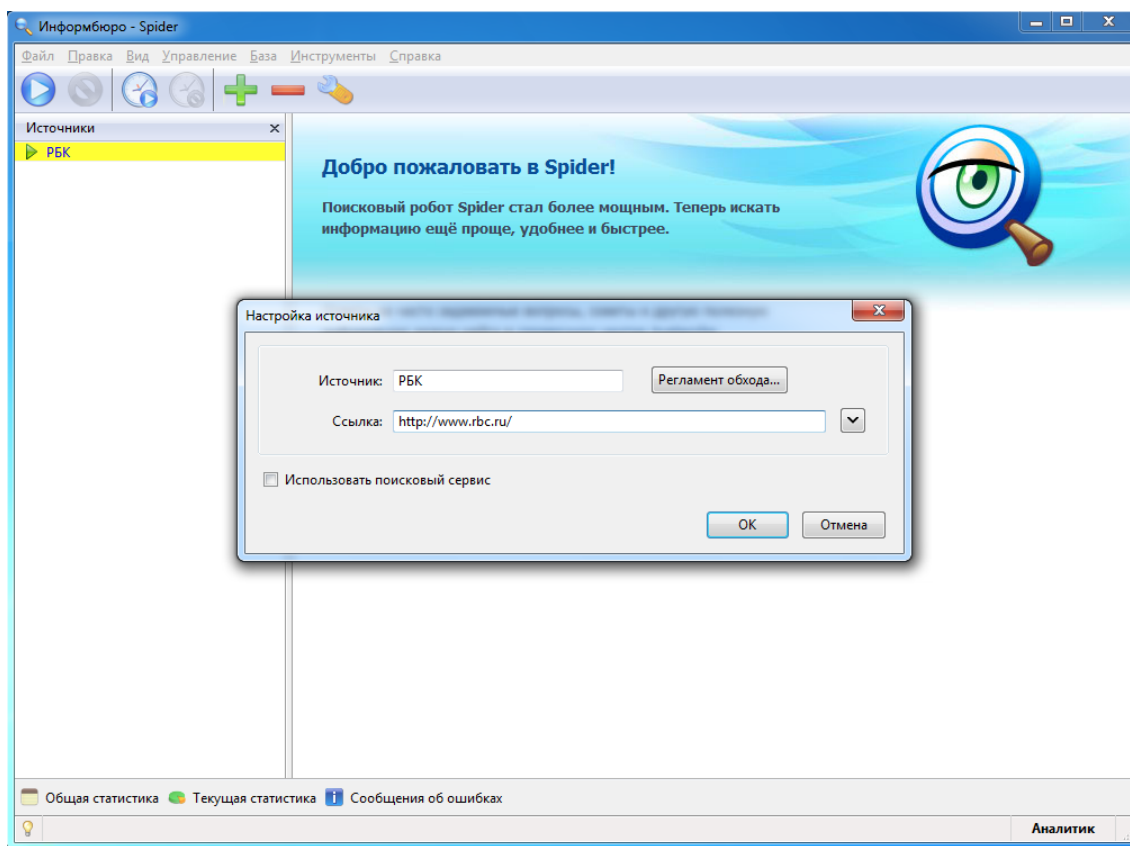 Информбюро - Spider
Файл Правка Вид Управление База Инструменты Справка
Источники
РБК
Добро пожаловать в Spider!
Поисковый робот Spider стал более мощным. Теперь искать
информацию ещё проще, удобнее и быстрее.
Настройка источника
Источник: РБК Регламент обхода...
Ссылка: http://www.rbc.ru/
Использовать поисковый сервис
ОК Отмена
Общая статистика Текущая статистика Сообщения об ошибках
Аналитик